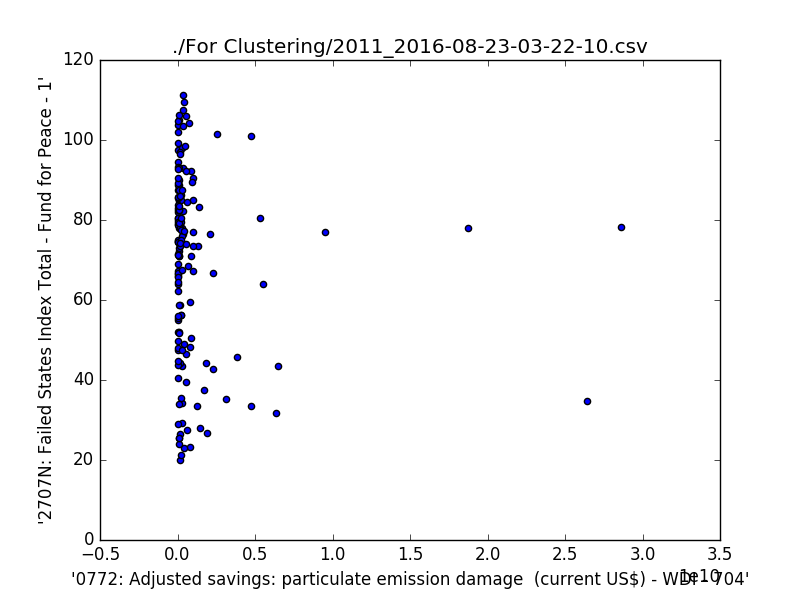 ./For Clustering/2011_2016-08-23-03-22-10.csv
120
100
80
60
40
20
0
'2707N: Failed States Index Total - Fund for Peace - 1'
−0.5 0.0 0.5 1.0 1.5 2.0 2.5 3.0 3.5
1e10
'0772: Adjusted savings: particulate emission damage  (current US$) - WDI - 704'